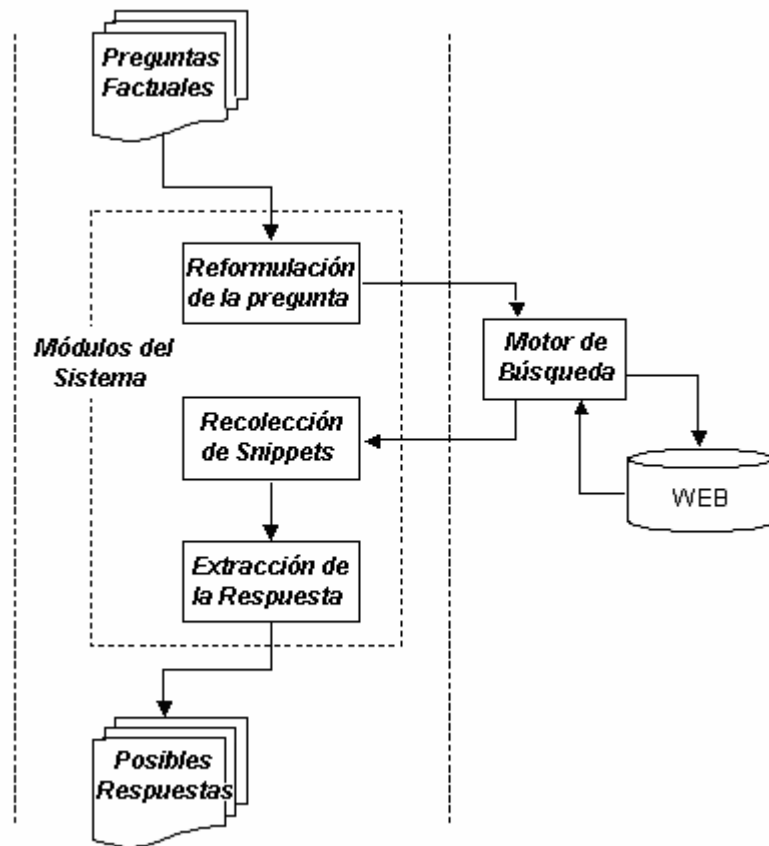 Preguntas
Factuales
Reformulación
de la pregunta
Módulos del
Sistema
Motor de
Búsqueda
Recolección
de Snippets
WEB
Extracción de
la Respuesta
Posibles
Respuestas